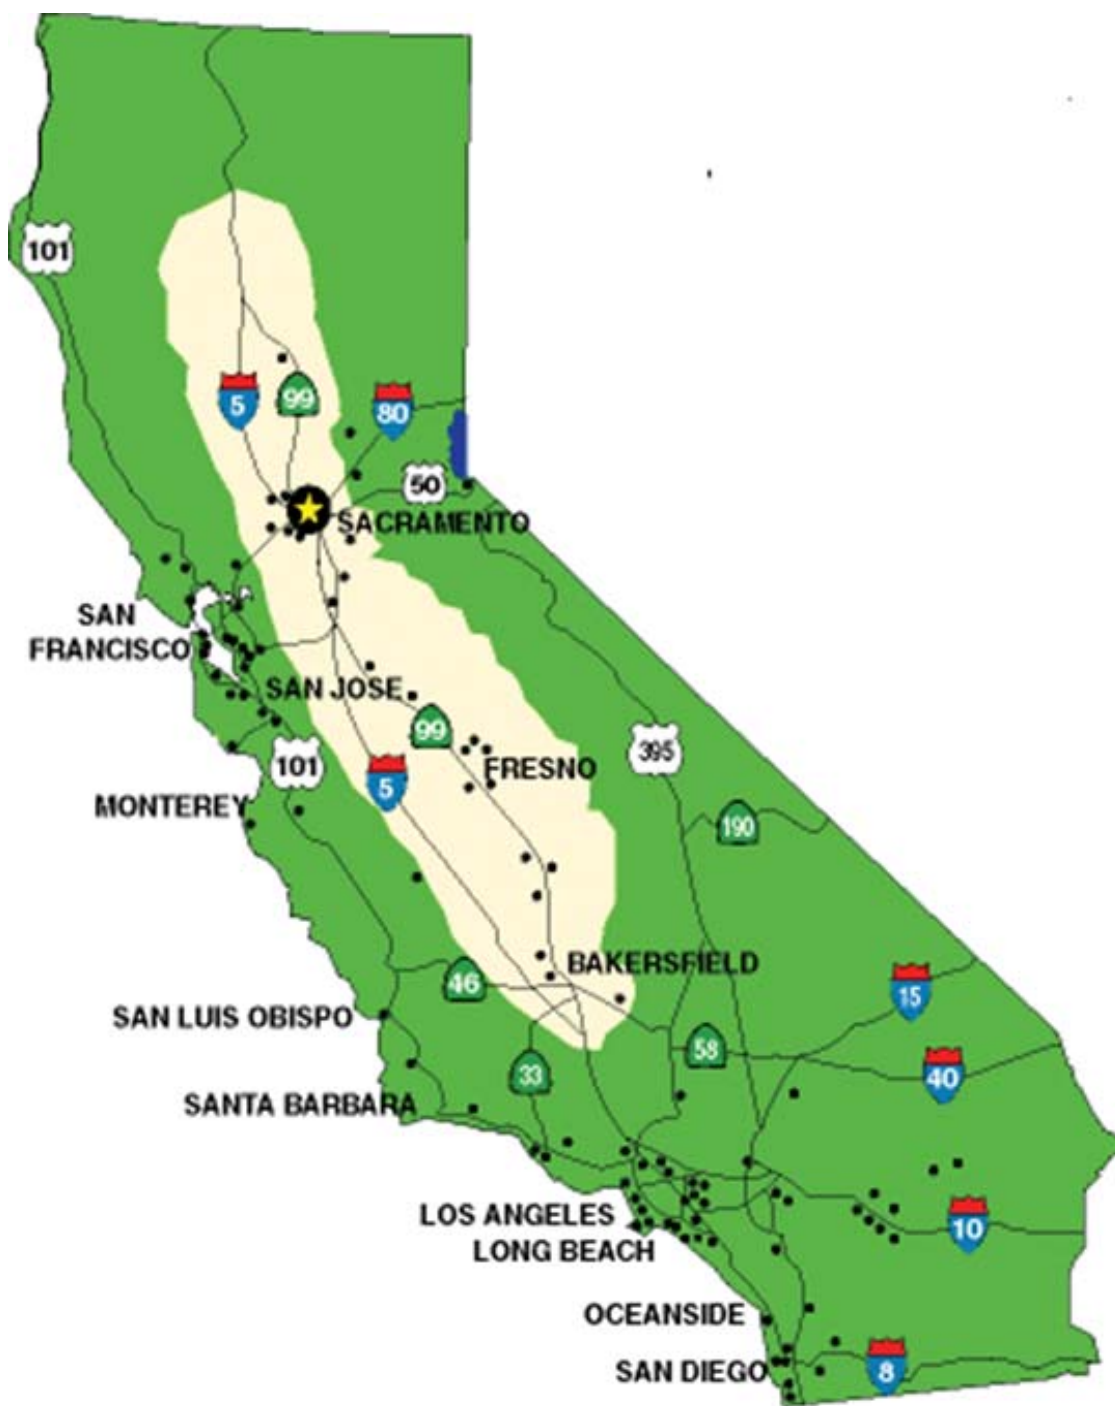 101
5
99
80
50
SACRAMENTO
SAN
FRANCISCO
SAN JOSE
99
395
101
5
FRESNO
MONTEREY
190
BAKERSFIELD
46
15
SAN LUIS OBISPO
58
33
40
SANTA BARBARA
LOS ANGELES
10
LONG BEACH
OCEANSIDE
SAN DIEGO
8